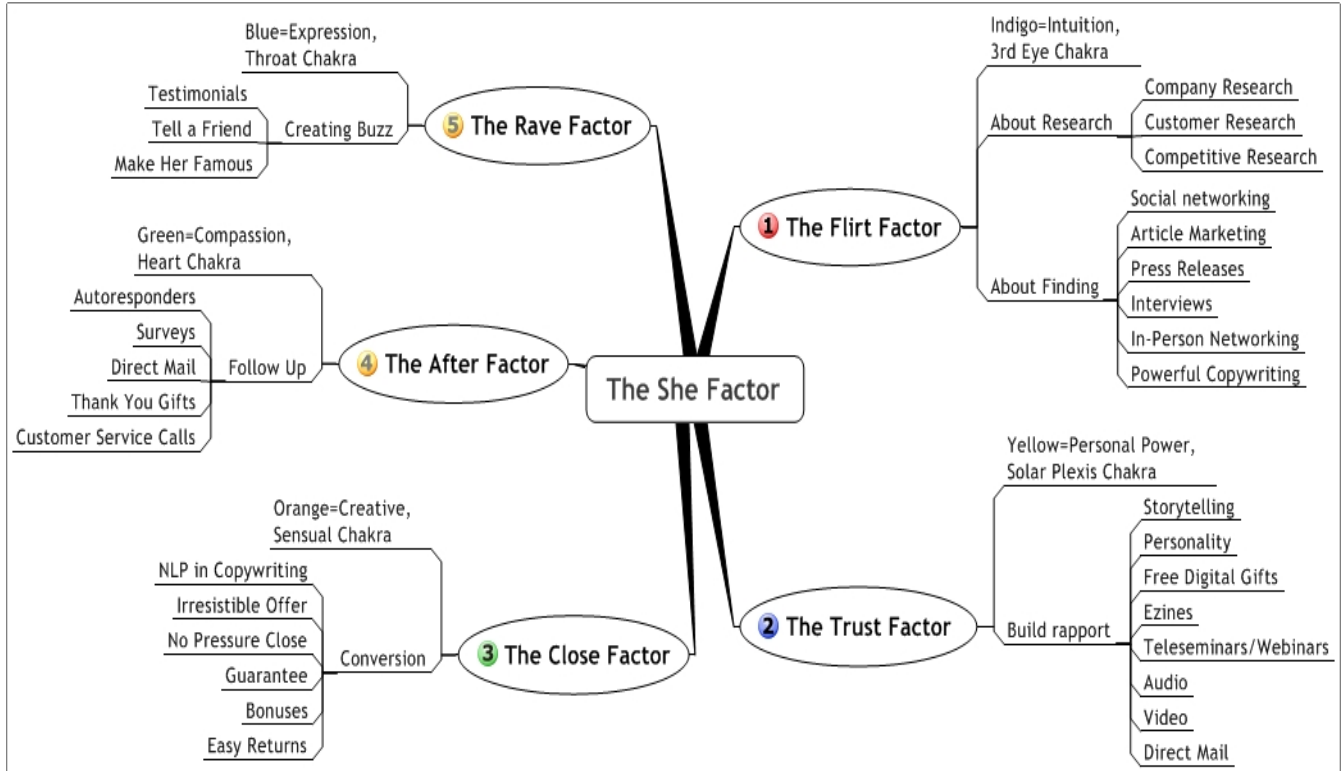 The She Factor
1 The Flirt Factor
Indigo=Intuition,
3rd Eye Chakra
About Research
Company Research
Customer Research
Competitive Research
About Finding
Social networking
Article Marketing
Press Releases
Interviews
In-Person Networking
Powerful Copywriting
2 The Trust Factor
Yellow=Personal Power,
Solar Plexis Chakra
Build rapport
Storytelling
Personality
Free Digital Gifts
Ezines
Teleseminars/Webinars
Audio
Video
Direct Mail
3 The Close Factor
Orange=Creative,
Sensual Chakra
Conversion
NLP in Copywriting
Irresistible Offer
No Pressure Close
Guarantee
Bonuses
Easy Returns
4 The After Factor
Green=Compassion,
Heart Chakra
Follow Up
Autoresponders
Surveys
Direct Mail
Thank You Gifts
Customer Service Calls
5 The Rave Factor
Blue=Expression,
Throat Chakra
Creating Buzz
Testimonials
Tell a Friend
Make Her Famous